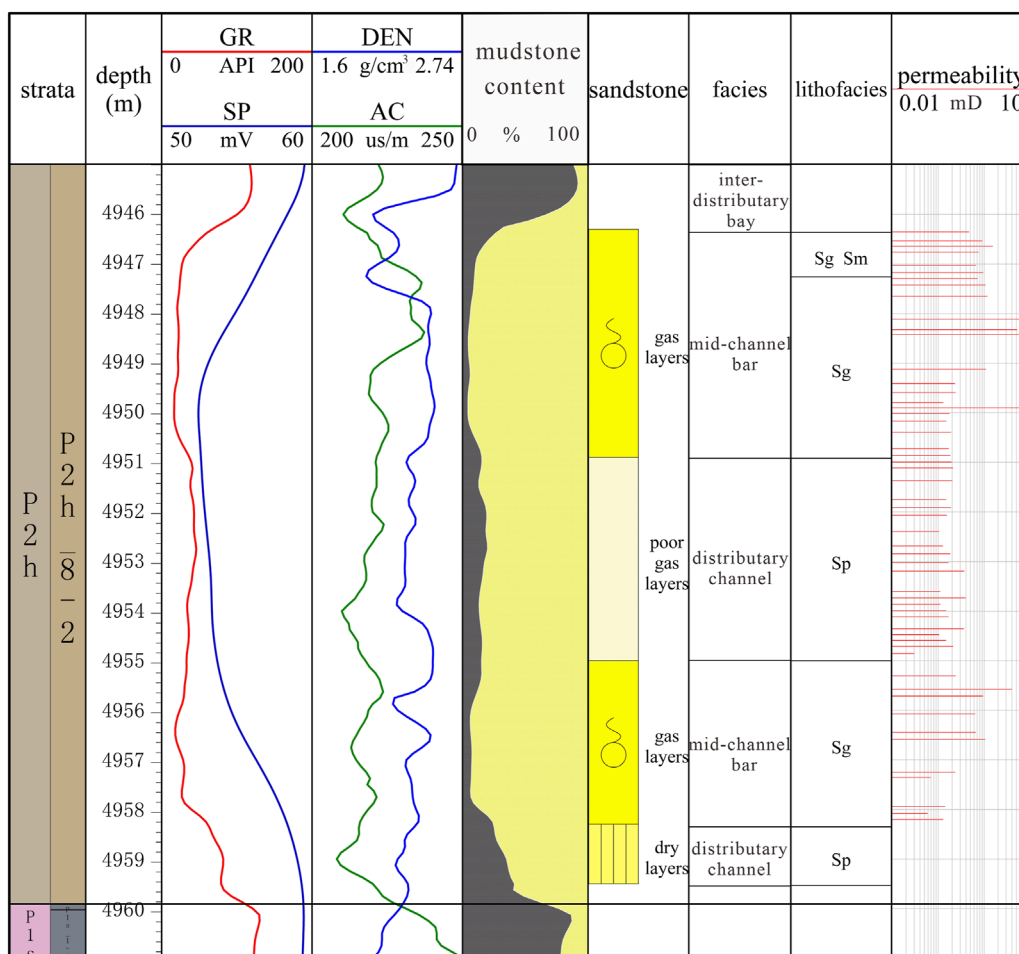 strata
depth
(m)
GR
0 API 200
SP
50 mV 60
DEN
1.6 g/cm³ 2.74
AC
200 us/m 250
mudstone
content
0 % 100
sandstone
facies
lithofacies
permeability
0.01 mD 10
P2h
P2h8-2
4946
4947
4948
4949
4950
4951
4952
4953
4954
4955
4956
4957
4958
4959
4960
gas
layers
poor
gas
layers
gas
layers
dry
layers
inter-
distributary
bay
mid-channel
bar
distributary
channel
mid-channel
bar
distributary
channel
Sg Sm
Sg
Sp
Sg
Sp
P1s